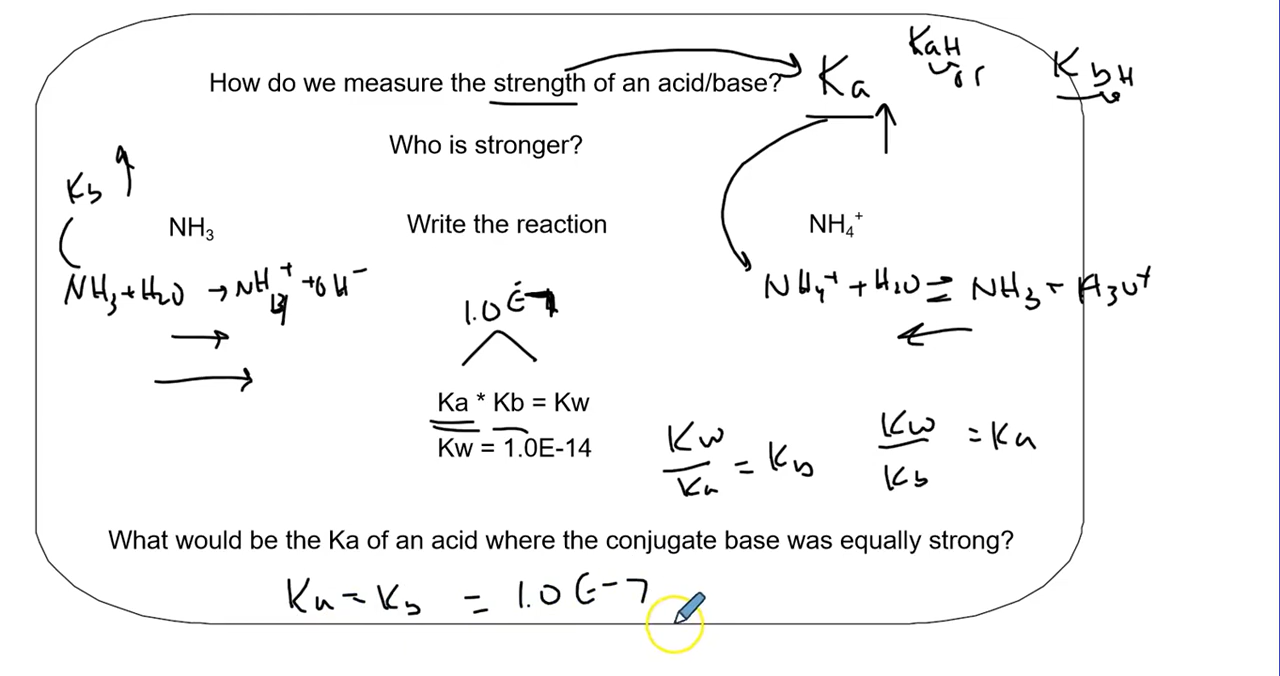 KaH
or
KbH
How do we measure the strength of an acid/base? Ka
Who is stronger?
Kb
NH₃
Write the reaction
NH₄⁺
NH₃ + H₂O → NH₄⁺ + OH⁻
NH₄⁺ + H₂O ⇌ NH₃ + H₃O⁺
1.0E-7
Ka * Kb = Kw
Kw = 1.0E-14
Kw/Ka = Kb
Kw/Kb = Ka
What would be the Ka of an acid where the conjugate base was equally strong?
Ka = Kb = 1.0E-7